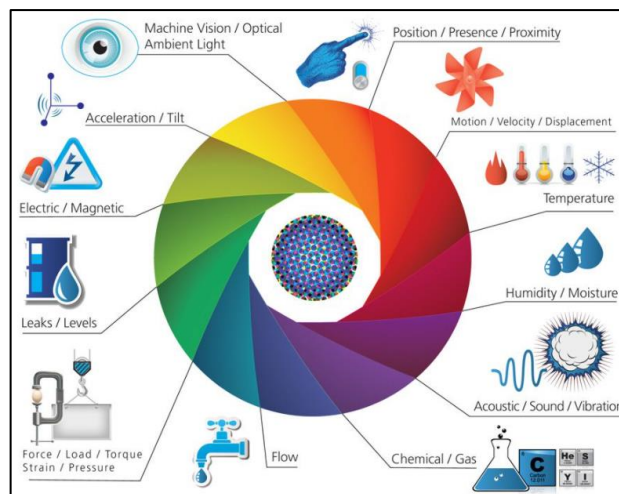 Machine Vision / Optical
Ambient Light
Position / Presence / Proximity
Acceleration / Tilt
Motion / Velocity / Displacement
Electric / Magnetic
Temperature
Leaks / Levels
Humidity / Moisture
Acoustic / Sound / Vibration
Force / Load / Torque
Strain / Pressure
Flow
Chemical / Gas
C
Carbon
He
S
Y
I